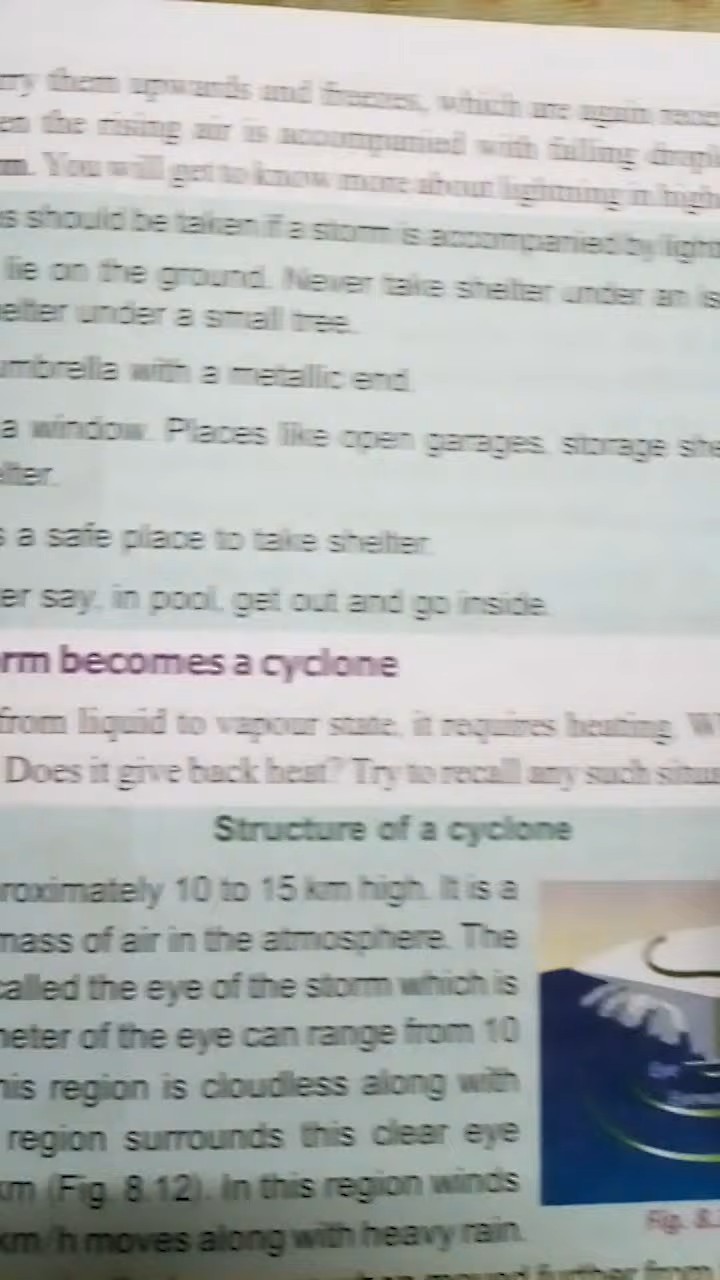 rry them upwards and freezes, which are again recei
en the rising air is accompanied with falling dropl
m. You will get to know more about lightning in high
s should be taken if a storm is accompanied by light
lie on the ground. Never take shelter under an is
elter under a small tree.
umbrella with a metallic end.
a window. Places like open garages, storage she
lter.
s a safe place to take shelter.
er say, in pool, get out and go inside.
rm becomes a cyclone
from liquid to vapour state, it requires heating. W
Does it give back heat? Try to recall any such situa
Structure of a cyclone
roximately 10 to 15 km high. It is a
mass of air in the atmosphere. The
called the eye of the storm which is
meter of the eye can range from 10
his region is cloudless along with
region surrounds this clear eye
km (Fig. 8.12). In this region winds
km/h moves along with heavy rain.
Fig. 8.
further from